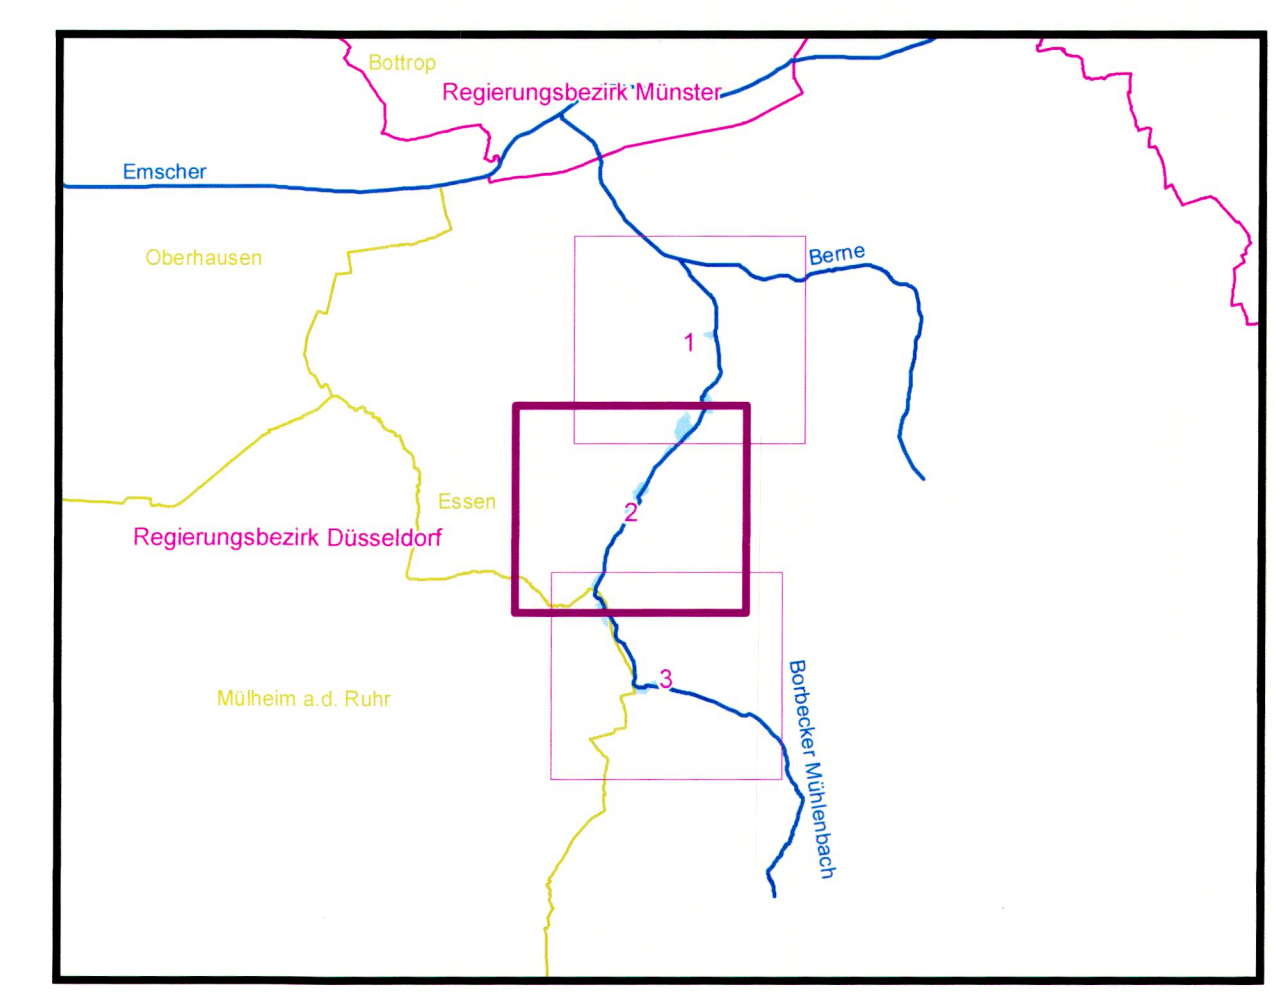 Bottrop
Regierungsbezirk Münster
Emscher
Oberhausen
Berne
1
Essen
2
Regierungsbezirk Düsseldorf
3
Mülheim a.d. Ruhr
Borbecker Mühlenbach